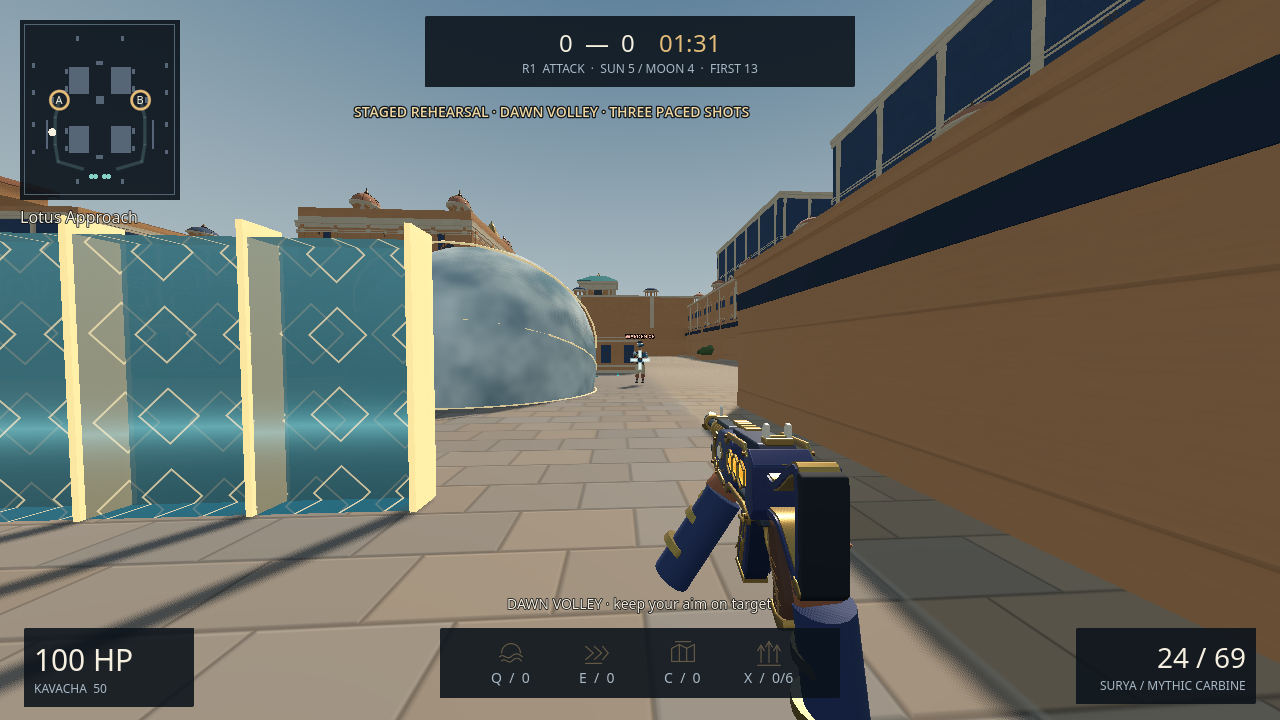 0 — 0 01:31
R1 ATTACK · SUN 5 / MOON 4 · FIRST 13
STAGED REHEARSAL · DAWN VOLLEY · THREE PACED SHOTS
A
B
Lotus Approach
DAWN VOLLEY · keep your aim on target
100 HP
KAVACHA 50
Q / 0
E / 0
C / 0
X / 0/6
24 / 69
SURYA / MYTHIC CARBINE